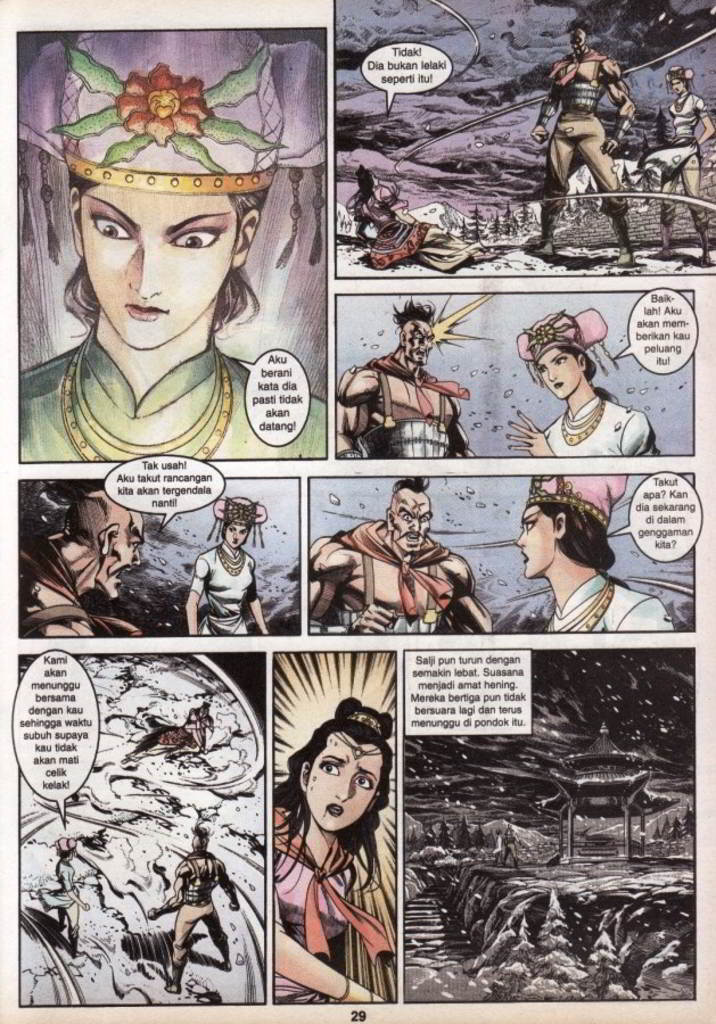 Aku
berani
kata dia
pasti tidak
akan
datang!
Tidak!
Dia bukan lelaki
seperti itu!
Baik-
lah! Aku
akan mem-
berikan kau
peluang
itu!
Tak usah!
Aku takut rancangan
kita akan tergendala
nanti!
Takut
apa? Kan
dia sekarang
di dalam
genggaman
kita?
Kami
akan
menunggu
bersama
dengan kau
sehingga waktu
subuh supaya
kau tidak
akan mati
celik
kelak!
Salji pun turun dengan
semakin lebat. Suasana
menjadi amat hening.
Mereka bertiga pun tidak
bersuara lagi dan terus
menunggu di pondok itu.
29